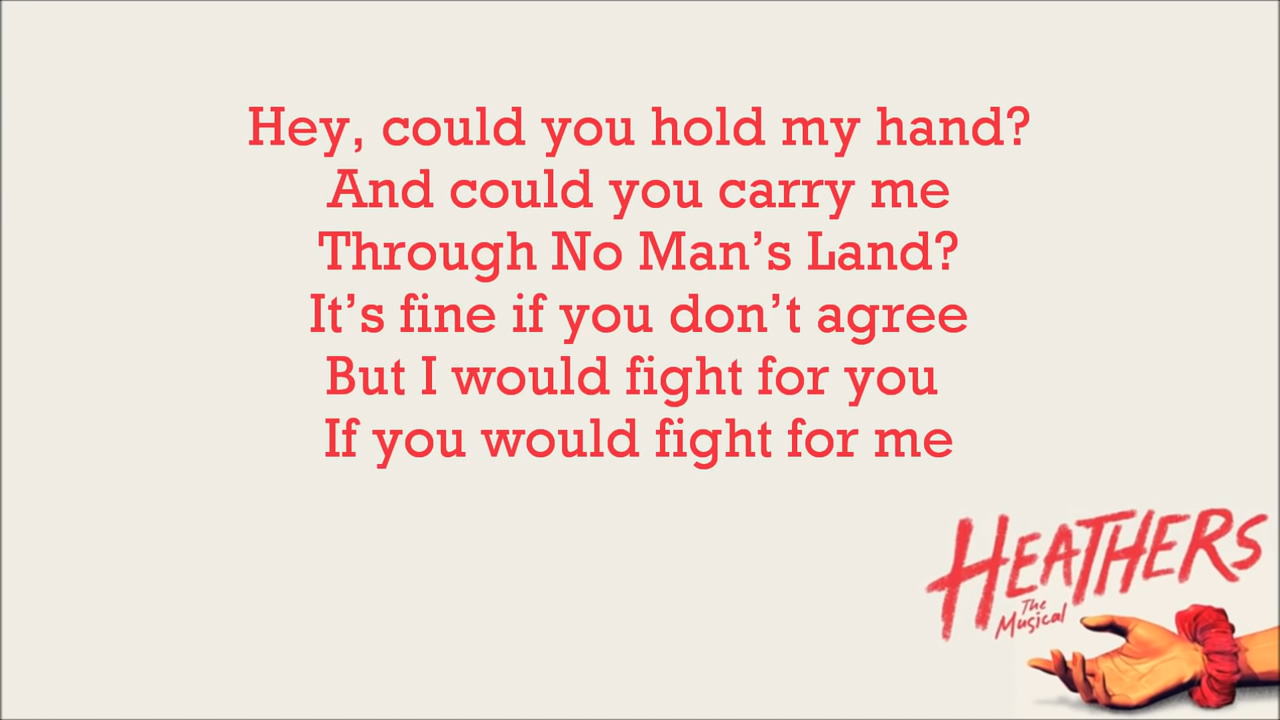 Hey, could you hold my hand?
And could you carry me
Through No Man’s Land?
It’s fine if you don’t agree
But I would fight for you
If you would fight for me
HEATHERS
The
Musical